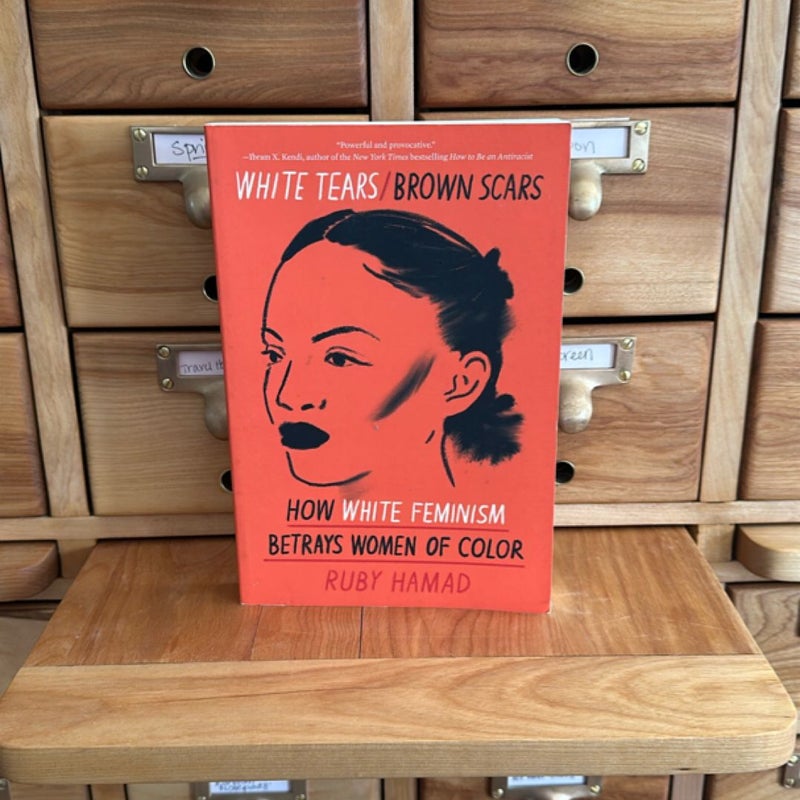 "Powerful and provocative."
—Ibram X. Kendi, author of the New York Times bestselling How to Be an Antiracist
WHITE TEARS/BROWN SCARS
Spri
Travel
HOW WHITE FEMINISM
BETRAYS WOMEN OF COLOR
RUBY HAMAD